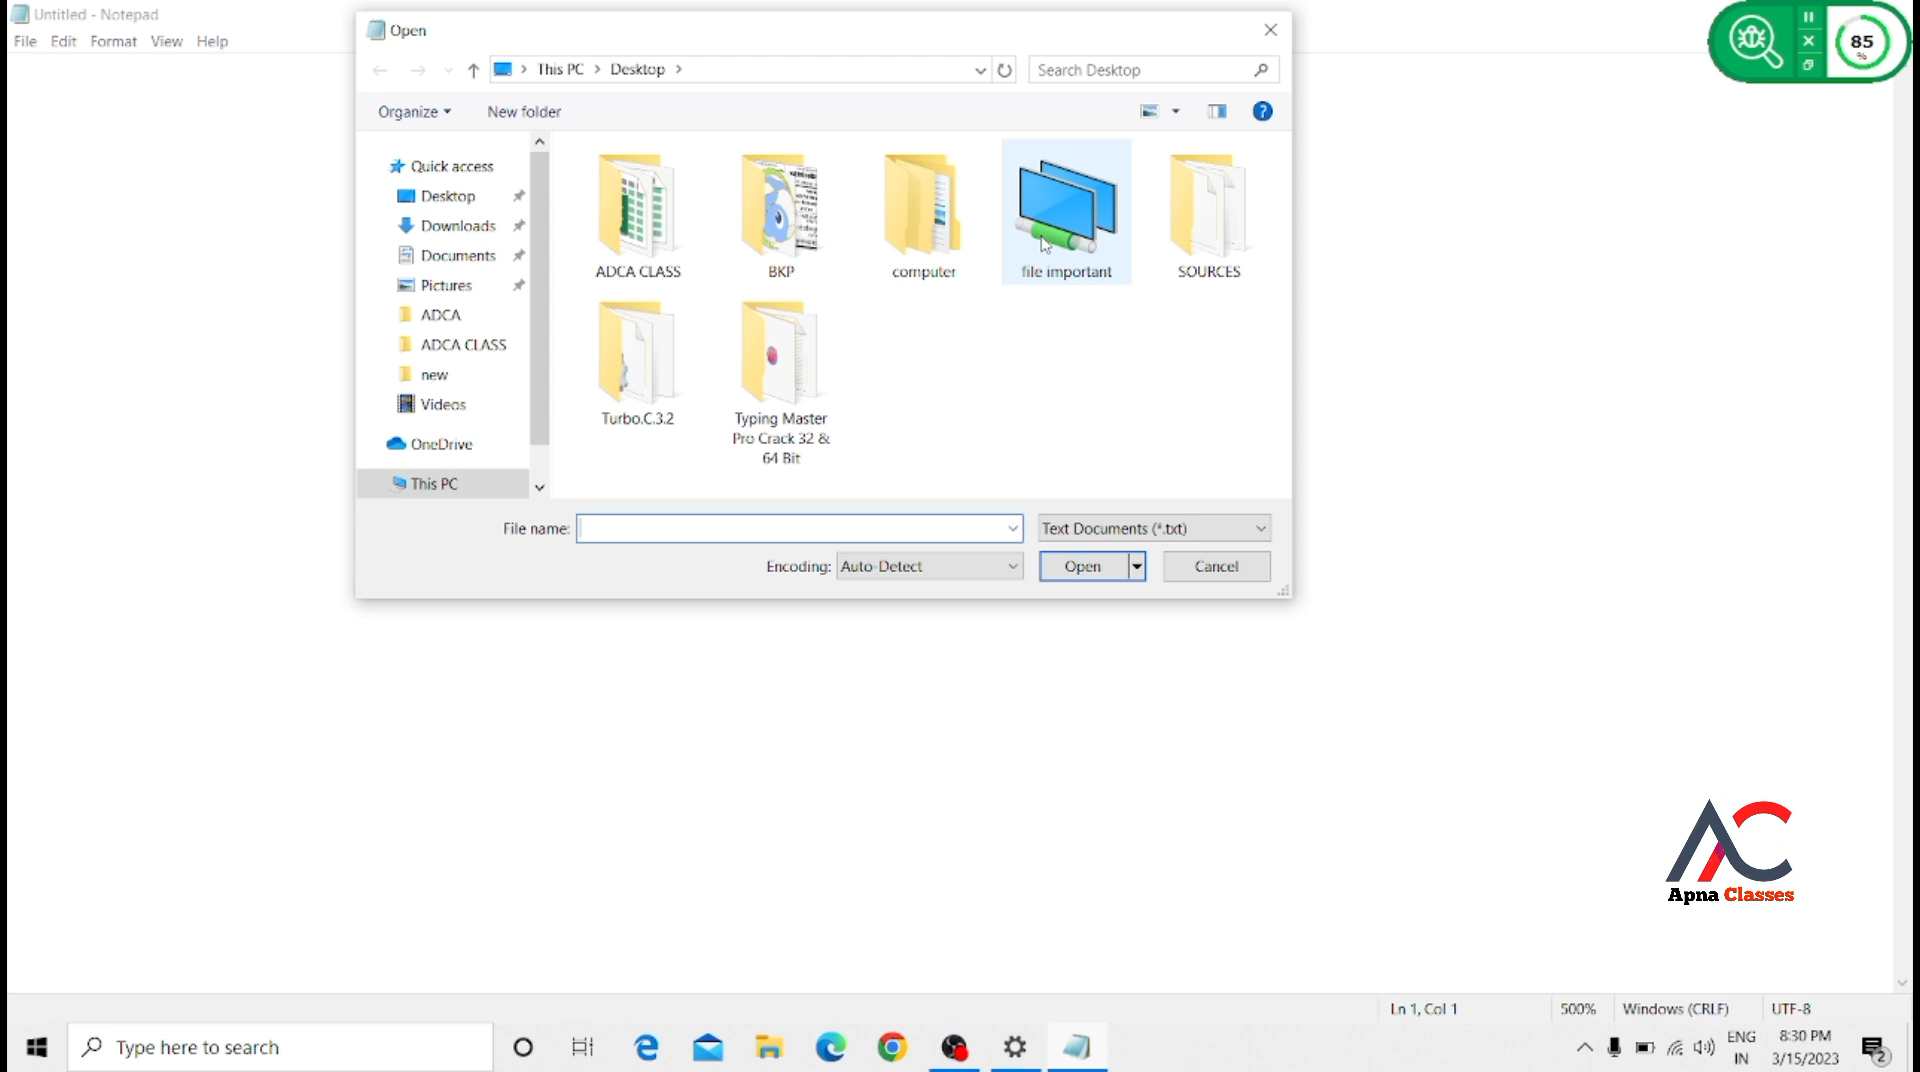 Untitled - Notepad
File Edit Format View Help
Open
This PC > Desktop >
Search Desktop
Organize
New folder
Quick access
Desktop
Downloads
Documents
Pictures
ADCA
ADCA CLASS
new
Videos
OneDrive
This PC
ADCA CLASS
BKP
computer
file important
SOURCES
Turbo.C.3.2
Typing Master
Pro Crack 32 &
64 Bit
File name:
Text Documents (*.txt)
Encoding: Auto-Detect
Open
Cancel
85
%
AC
Apna Classes
Ln 1, Col 1
500%
Windows (CRLF)
UTF-8
Type here to search
ENG
IN
8:30 PM
3/15/2023
2